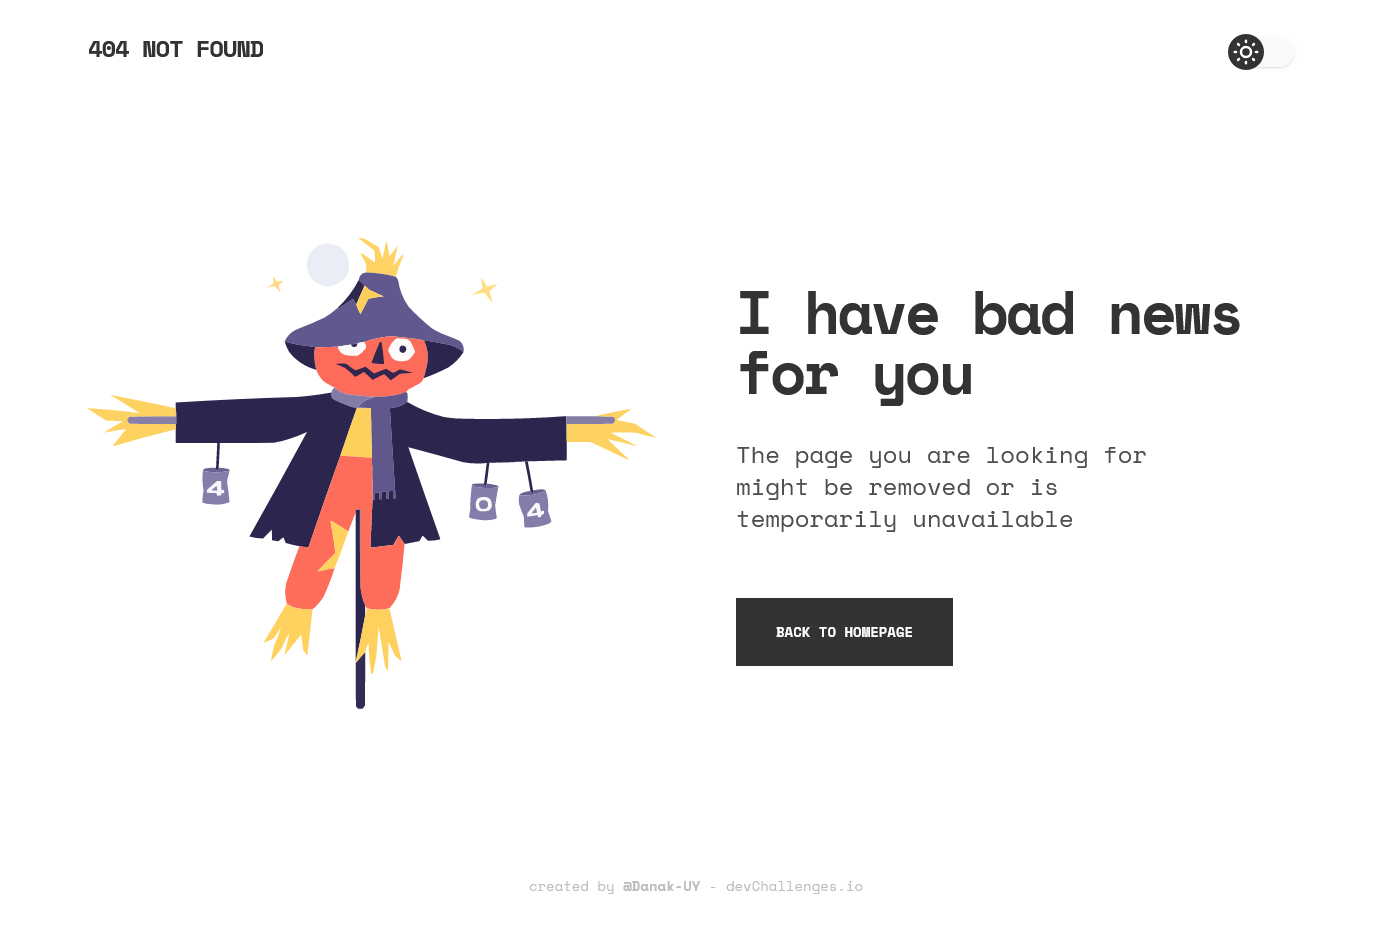 404 NOT FOUND
I have bad news
for you
4
0
4
The page you are looking for
might be removed or is
temporarily unavailable
BACK TO HOMEPAGE
created by @Danak-UY - devChallenges.io